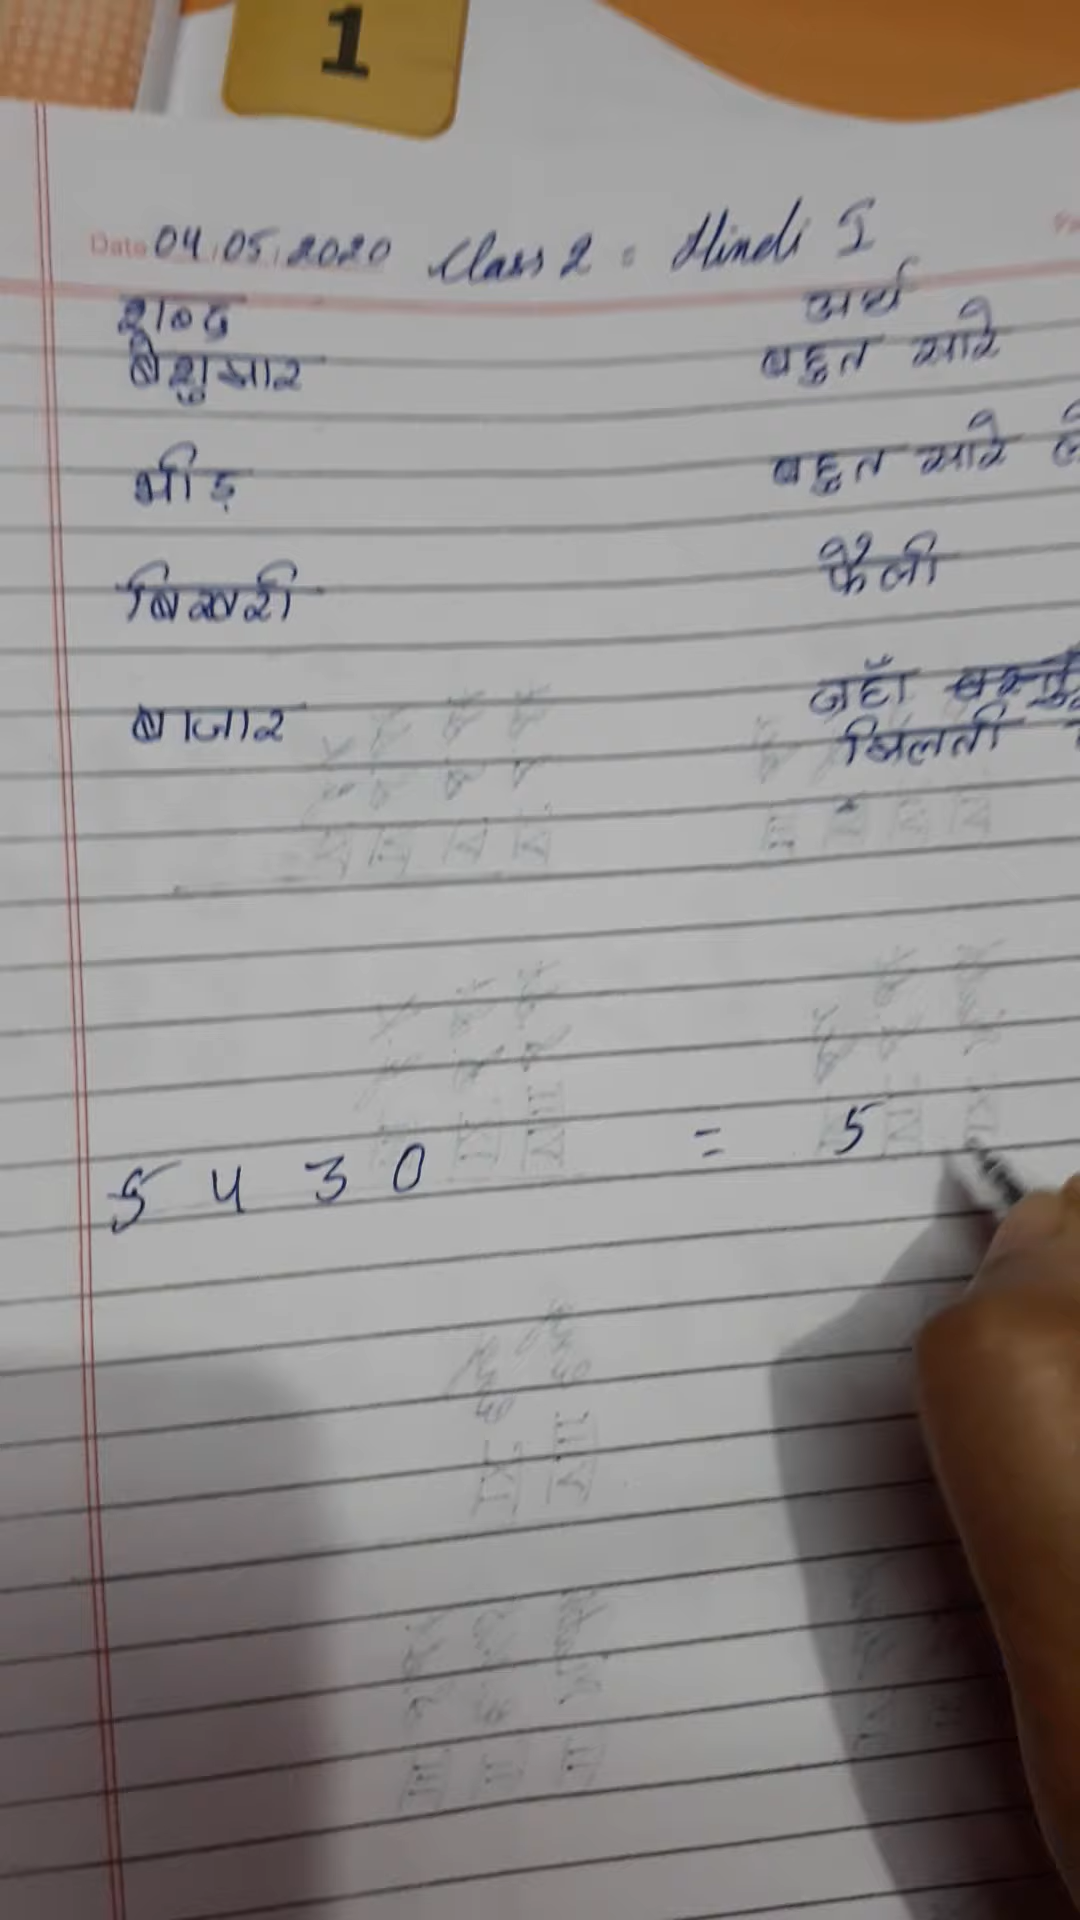 1
Date 04.05.2020 Class 2 = Hindi I
शब्द अर्थ
बेशुमार बहुत सारे
भीड़ बहुत सारे
बिखरी फैली
बाजार जहाँ
मिलती
5 4 3 0 = 5